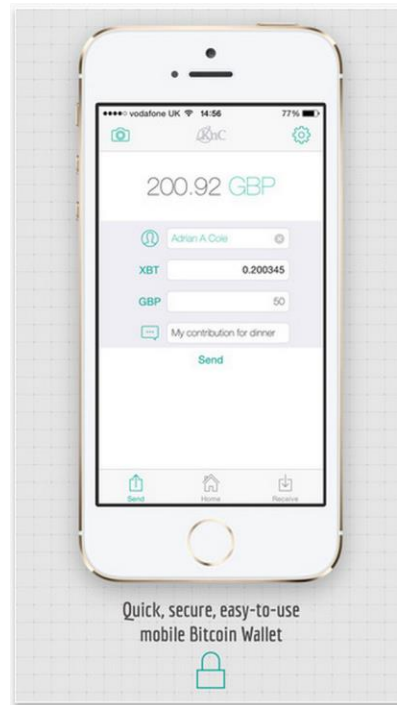 vodafone UK 14:56 77%
KnC
200.92 GBP
Adrian A Cole
XBT 0.200345
GBP 50
My contribution for dinner
Send
Send Home Receive
Quick, secure, easy-to-use
mobile Bitcoin Wallet